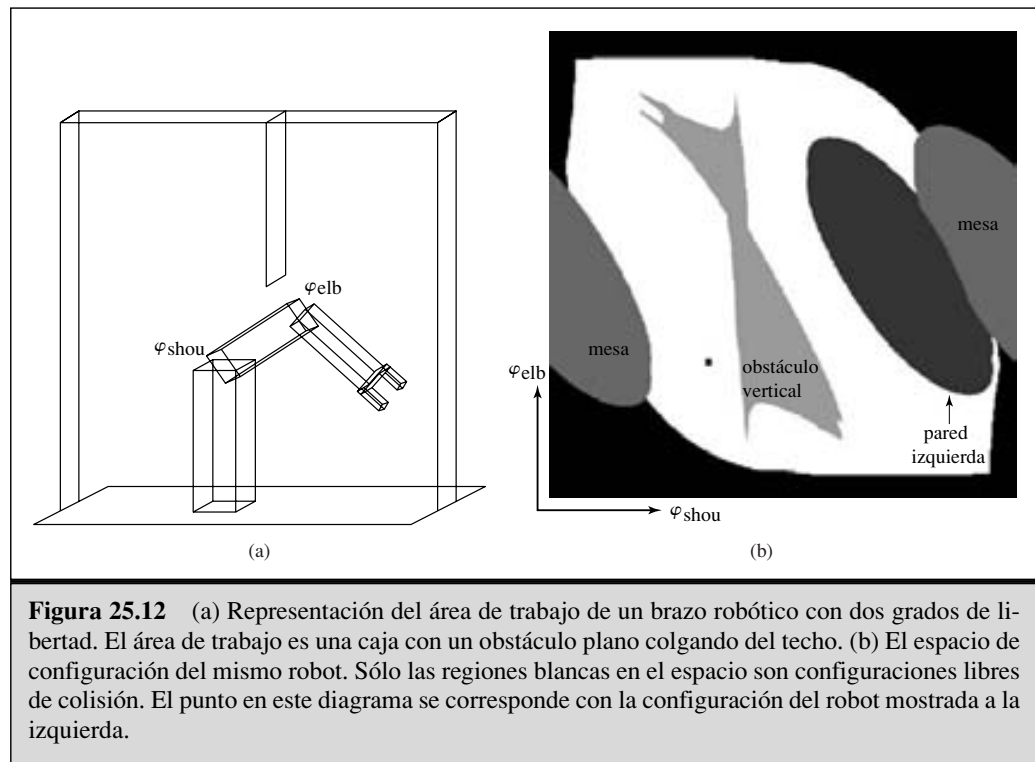 φelb
φshou
(a)
mesa
mesa
obstáculo
vertical
pared
izquierda
φelb
φshou
(b)
Figura 25.12 (a) Representación del área de trabajo de un brazo robótico con dos grados de li-
bertad. El área de trabajo es una caja con un obstáculo plano colgando del techo. (b) El espacio de
configuración del mismo robot. Sólo las regiones blancas en el espacio son configuraciones libres
de colisión. El punto en este diagrama se corresponde con la configuración del robot mostrada a la
izquierda.